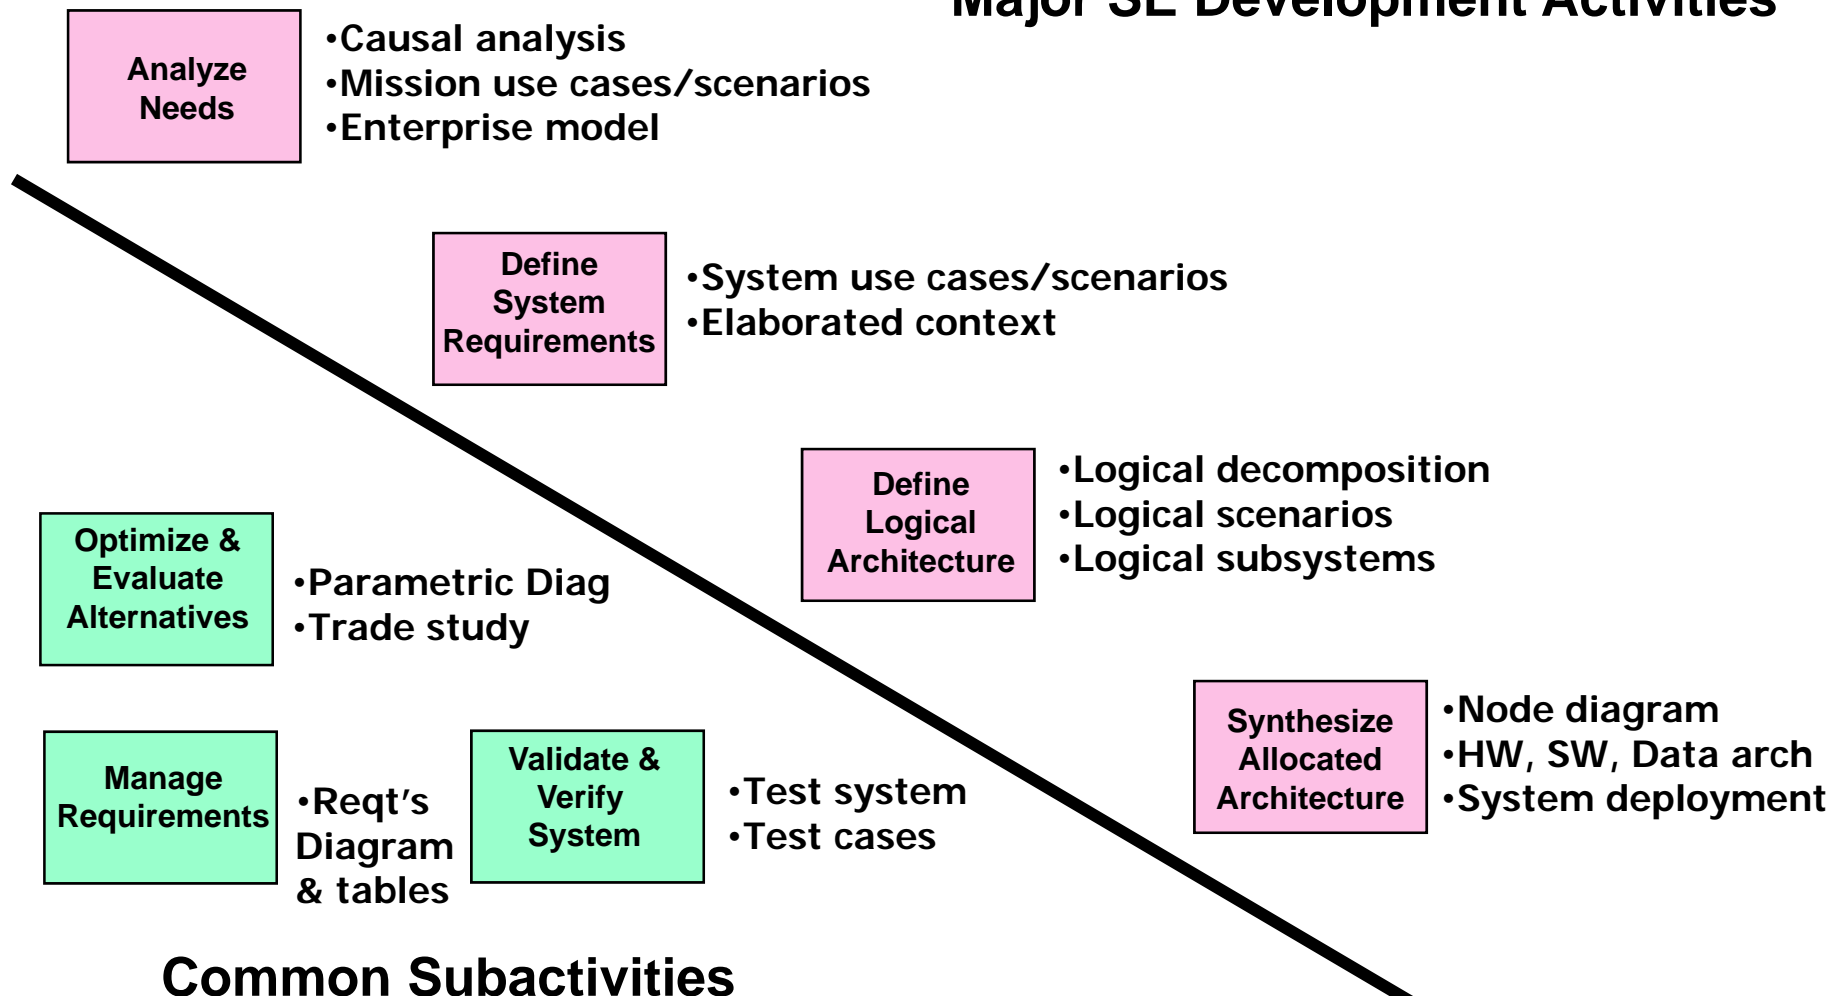 Major SE Development Activities
Analyze
Needs
•Causal analysis
•Mission use cases/scenarios
•Enterprise model
Define
System
Requirements
•System use cases/scenarios
•Elaborated context
Define
Logical
Architecture
•Logical decomposition
•Logical scenarios
•Logical subsystems
Optimize &
Evaluate
Alternatives
•Parametric Diag
•Trade study
Synthesize
Allocated
Architecture
•Node diagram
•HW, SW, Data arch
•System deployment
Manage
Requirements
•Reqt's
Diagram
& tables
Validate &
Verify
System
•Test system
•Test cases
Common Subactivities